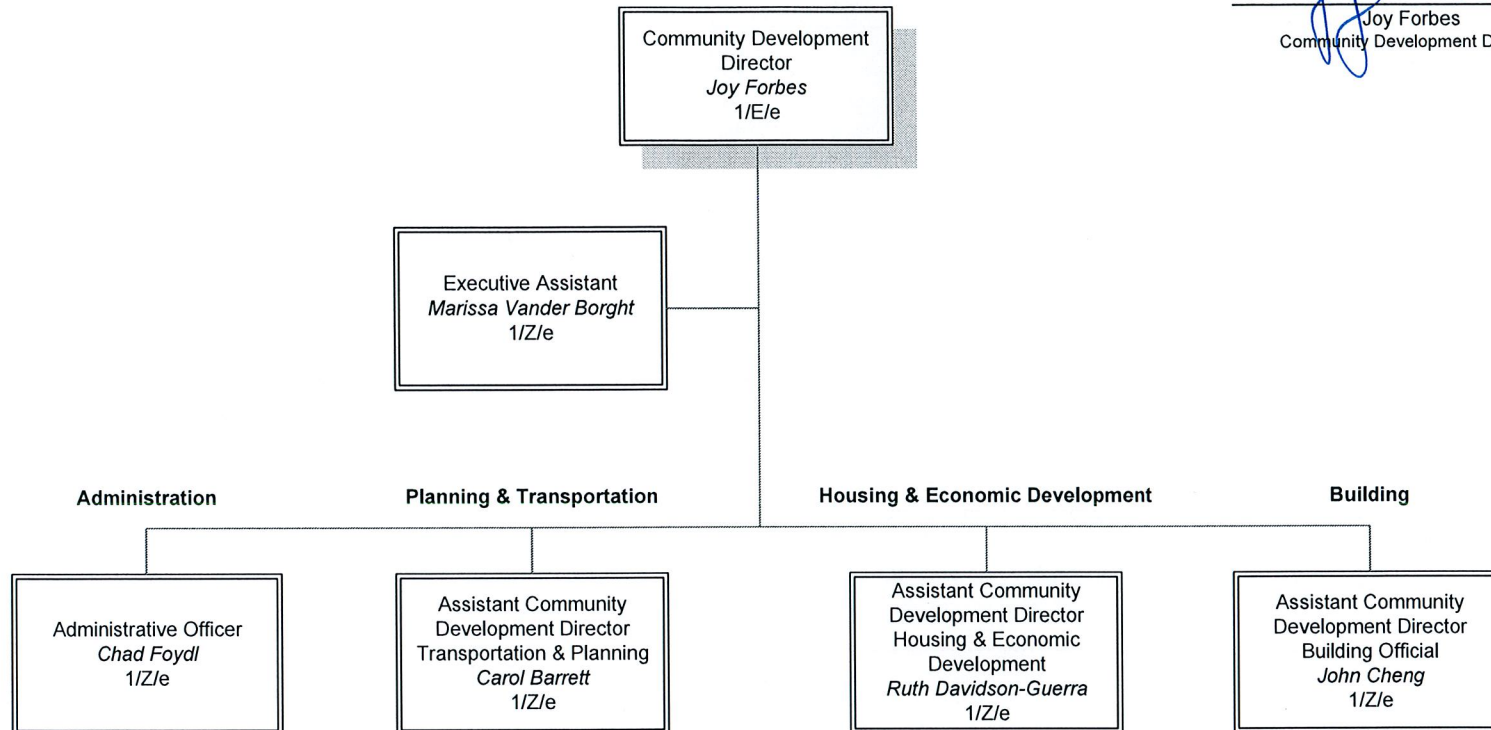 Joy Forbes
Community Development D
Community Development
Director
Joy Forbes
1/E/e
Executive Assistant
Marissa Vander Borght
1/Z/e
Administration
Planning & Transportation
Housing & Economic Development
Building
Administrative Officer
Chad Foydl
1/Z/e
Assistant Community
Development Director
Transportation & Planning
Carol Barrett
1/Z/e
Assistant Community
Development Director
Housing & Economic
Development
Ruth Davidson-Guerra
1/Z/e
Assistant Community
Development Director
Building Official
John Cheng
1/Z/e